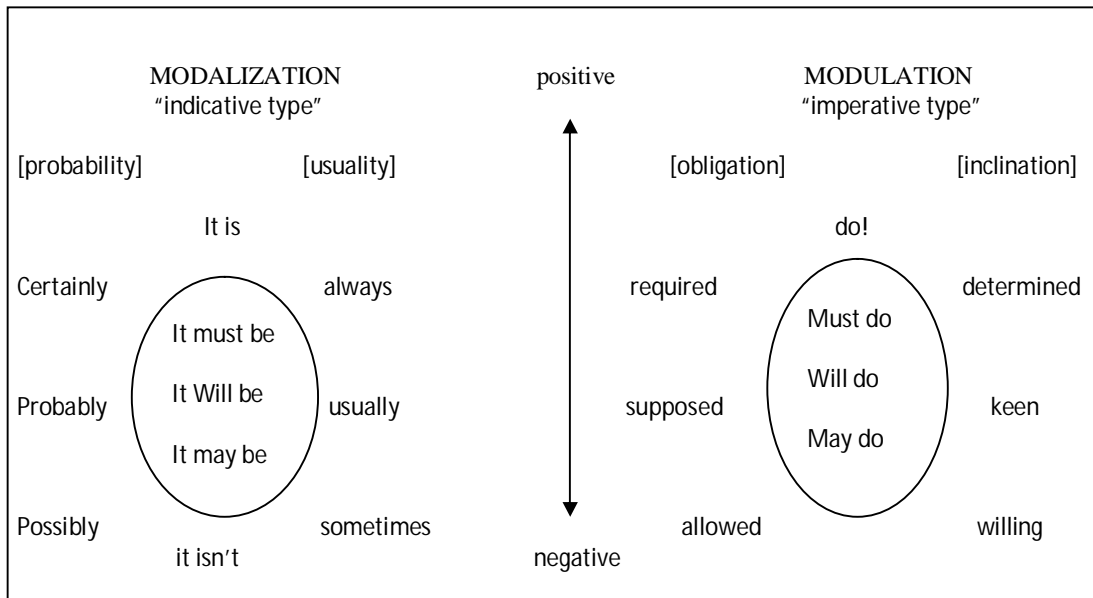 MODALIZATION positive MODULATION
“indicative type” “imperative type”
[probability] [usuality] [obligation] [inclination]
It is do!
Certainly always required determined
It must be Must do
It Will be Will do
Probably usually supposed keen
It may be May do
Possibly sometimes allowed willing
it isn’t negative